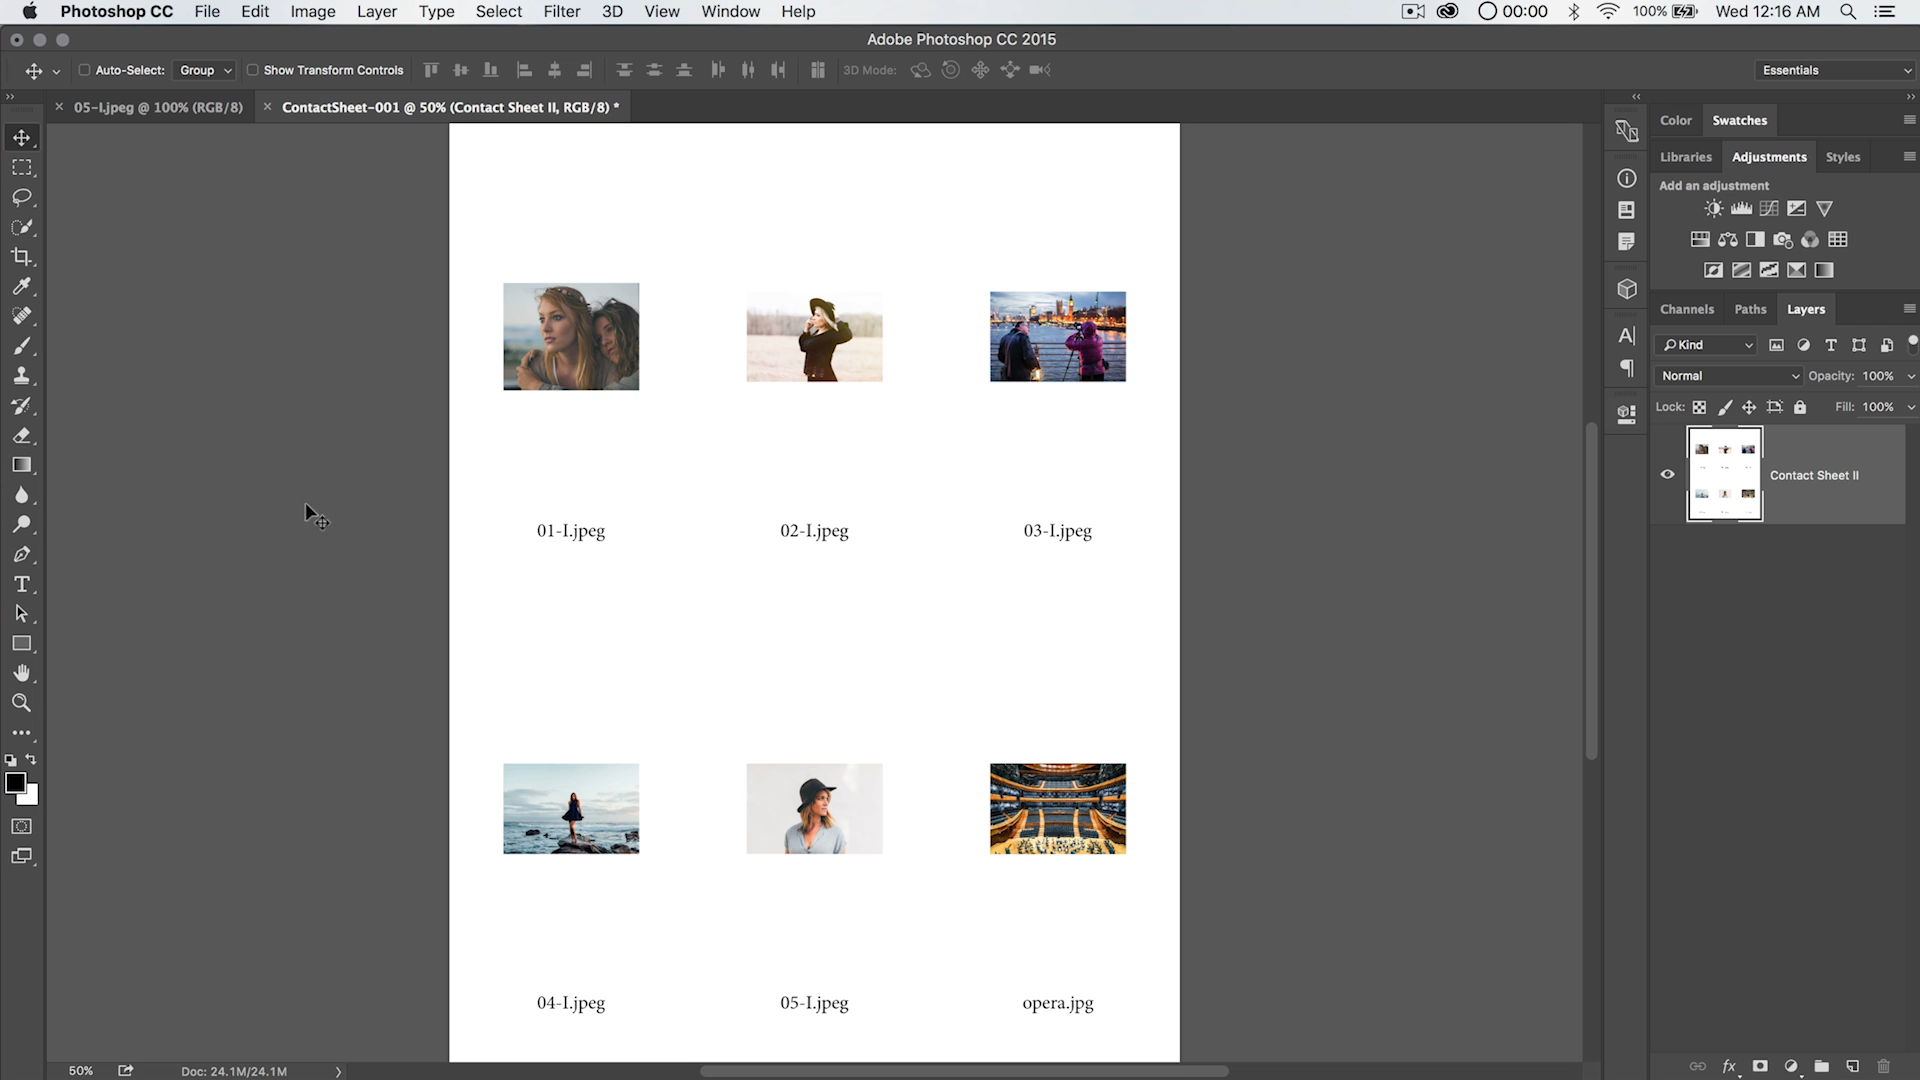 Photoshop CC File Edit Image Layer Type Select Filter 3D View Window Help 00:00 100% Wed 12:16 AM
Adobe Photoshop CC 2015
Auto-Select: Group Show Transform Controls 3D Mode: Essentials
05-I.jpeg @ 100% (RGB/8) ContactSheet-001 @ 50% (Contact Sheet II, RGB/8) *
Color Swatches
Libraries Adjustments Styles
Add an adjustment
Channels Paths Layers
Kind
Normal Opacity: 100%
Lock: Fill: 100%
Contact Sheet II
01-I.jpeg 02-I.jpeg 03-I.jpeg
04-I.jpeg 05-I.jpeg opera.jpg
50% Doc: 24.1M/24.1M